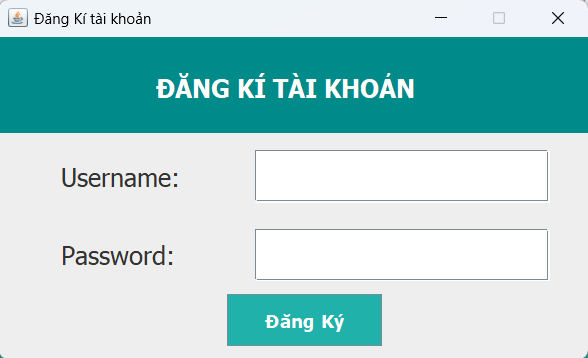 Đăng Kí tài khoản
ĐĂNG KÍ TÀI KHOẢN
Username:
Password:
Đăng Ký